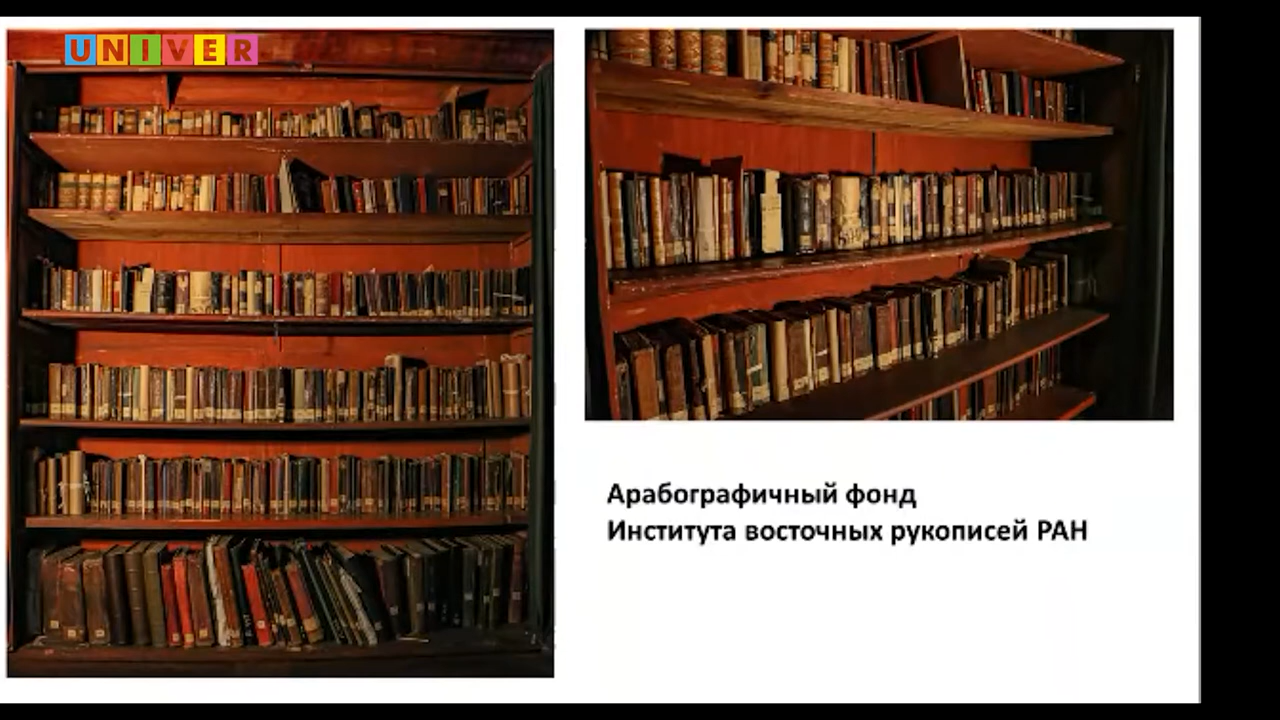 UNIVER
Арабографичный фонд
Института восточных рукописей РАН